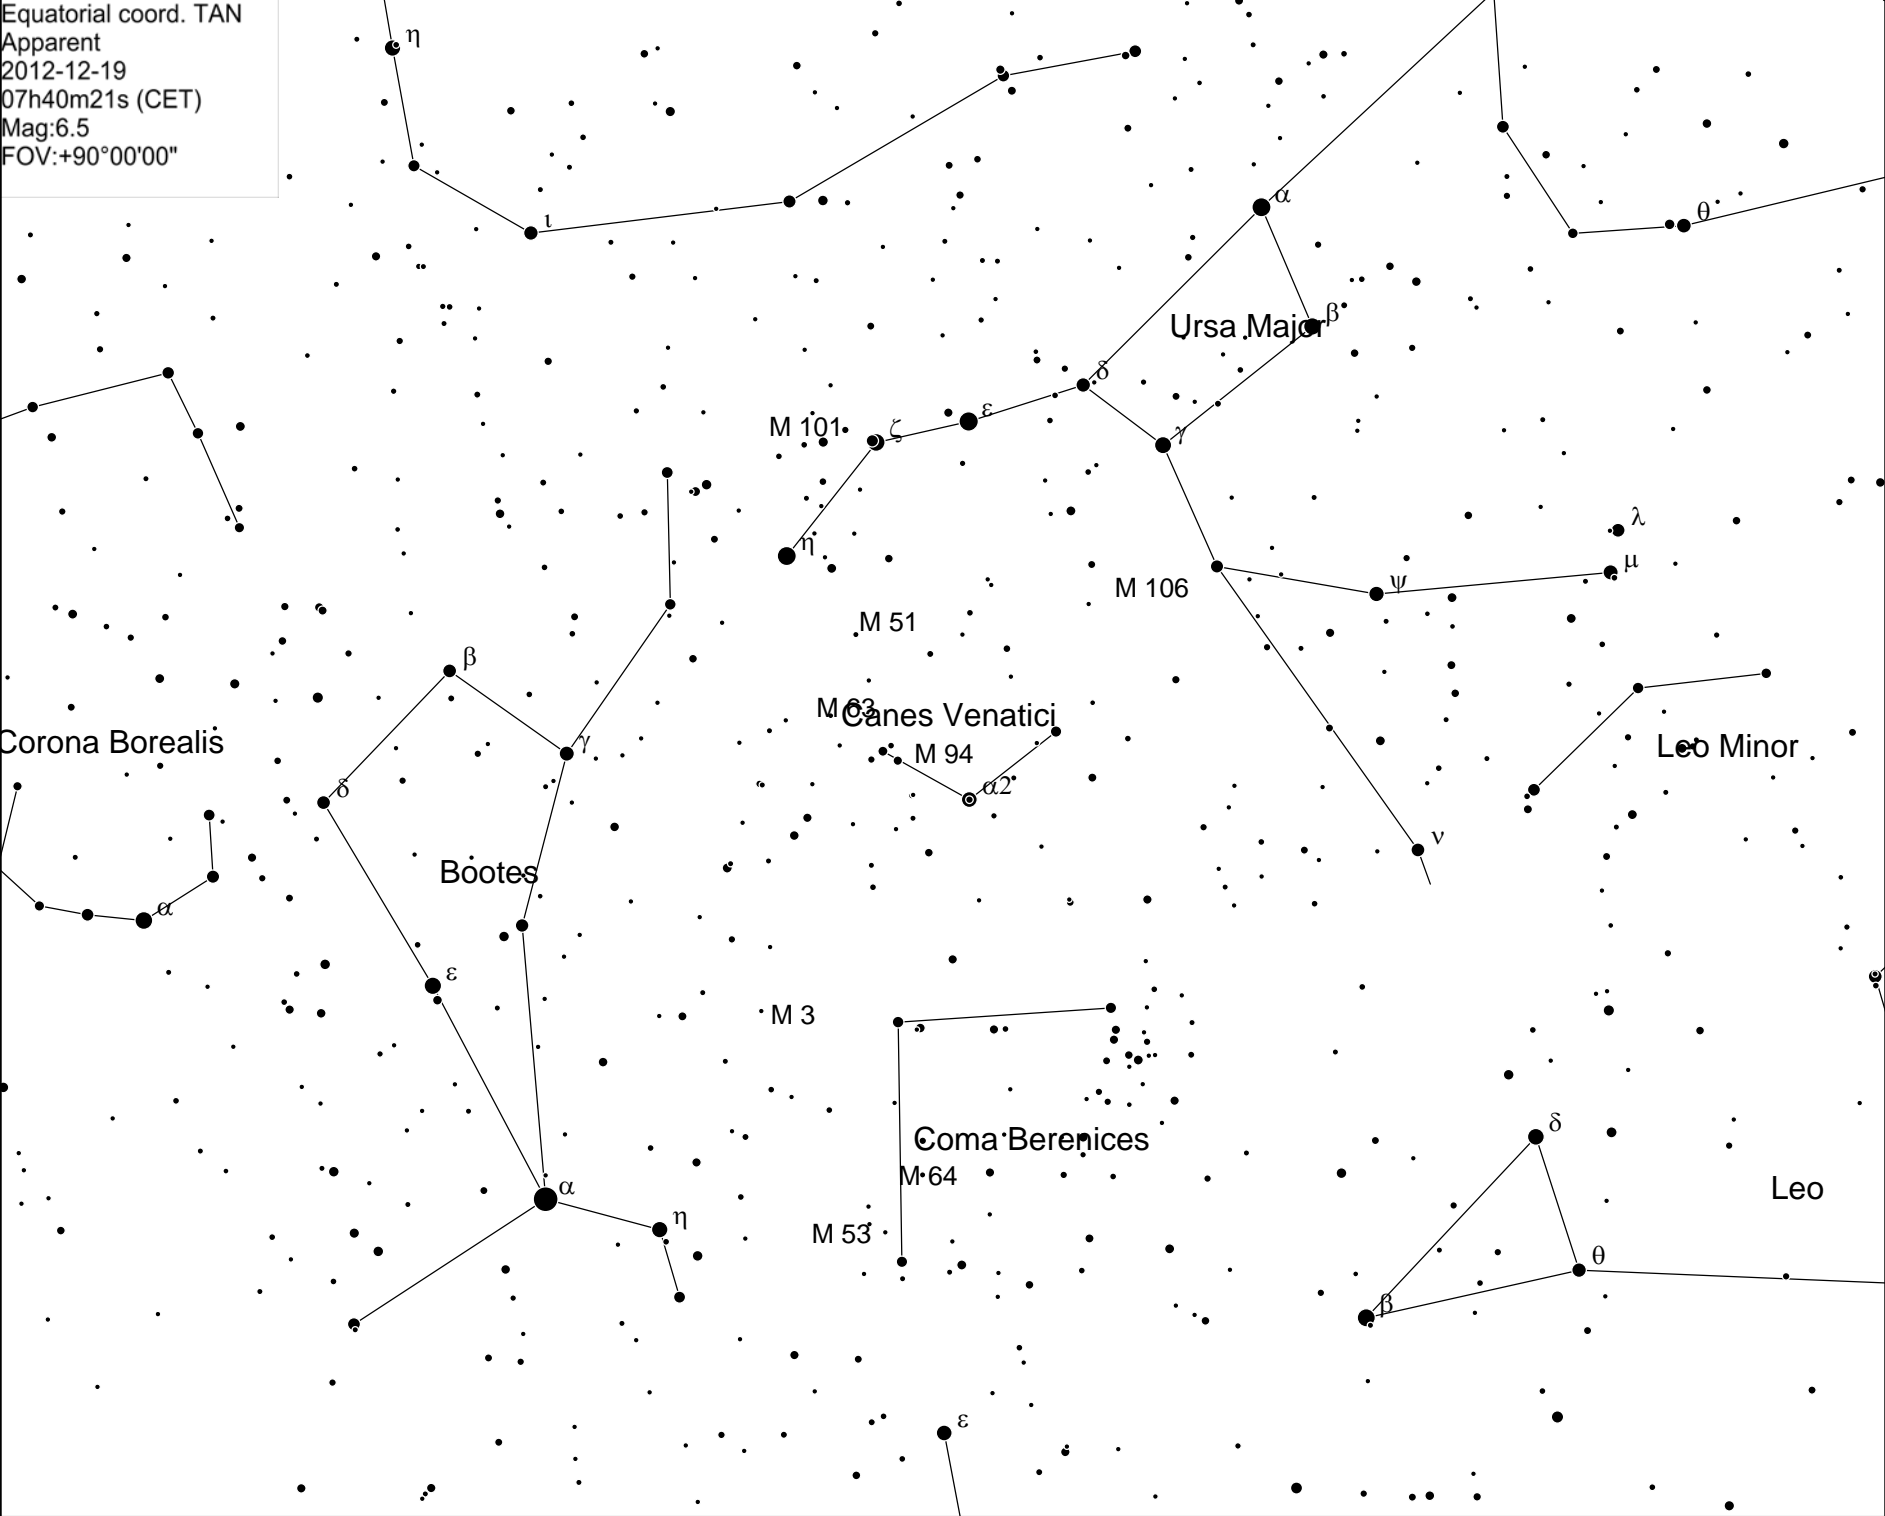 Equatorial coord. TAN
Apparent
2012-12-19
07h40m21s (CET)
Mag:6.5
FOV:+90°00'00"
η
ι
α
θ
Ursa Major
β
δ
M 101
ζ
ε
γ
η
λ
M 106
ψ
μ
M 51
β
M 63
Canes Venatici
Corona Borealis
γ
M 94
Leo Minor
δ
α2
ν
Bootes
α
ε
M 3
δ
Coma Berenices
M 64
α
Leo
η
M 53
θ
β
ε